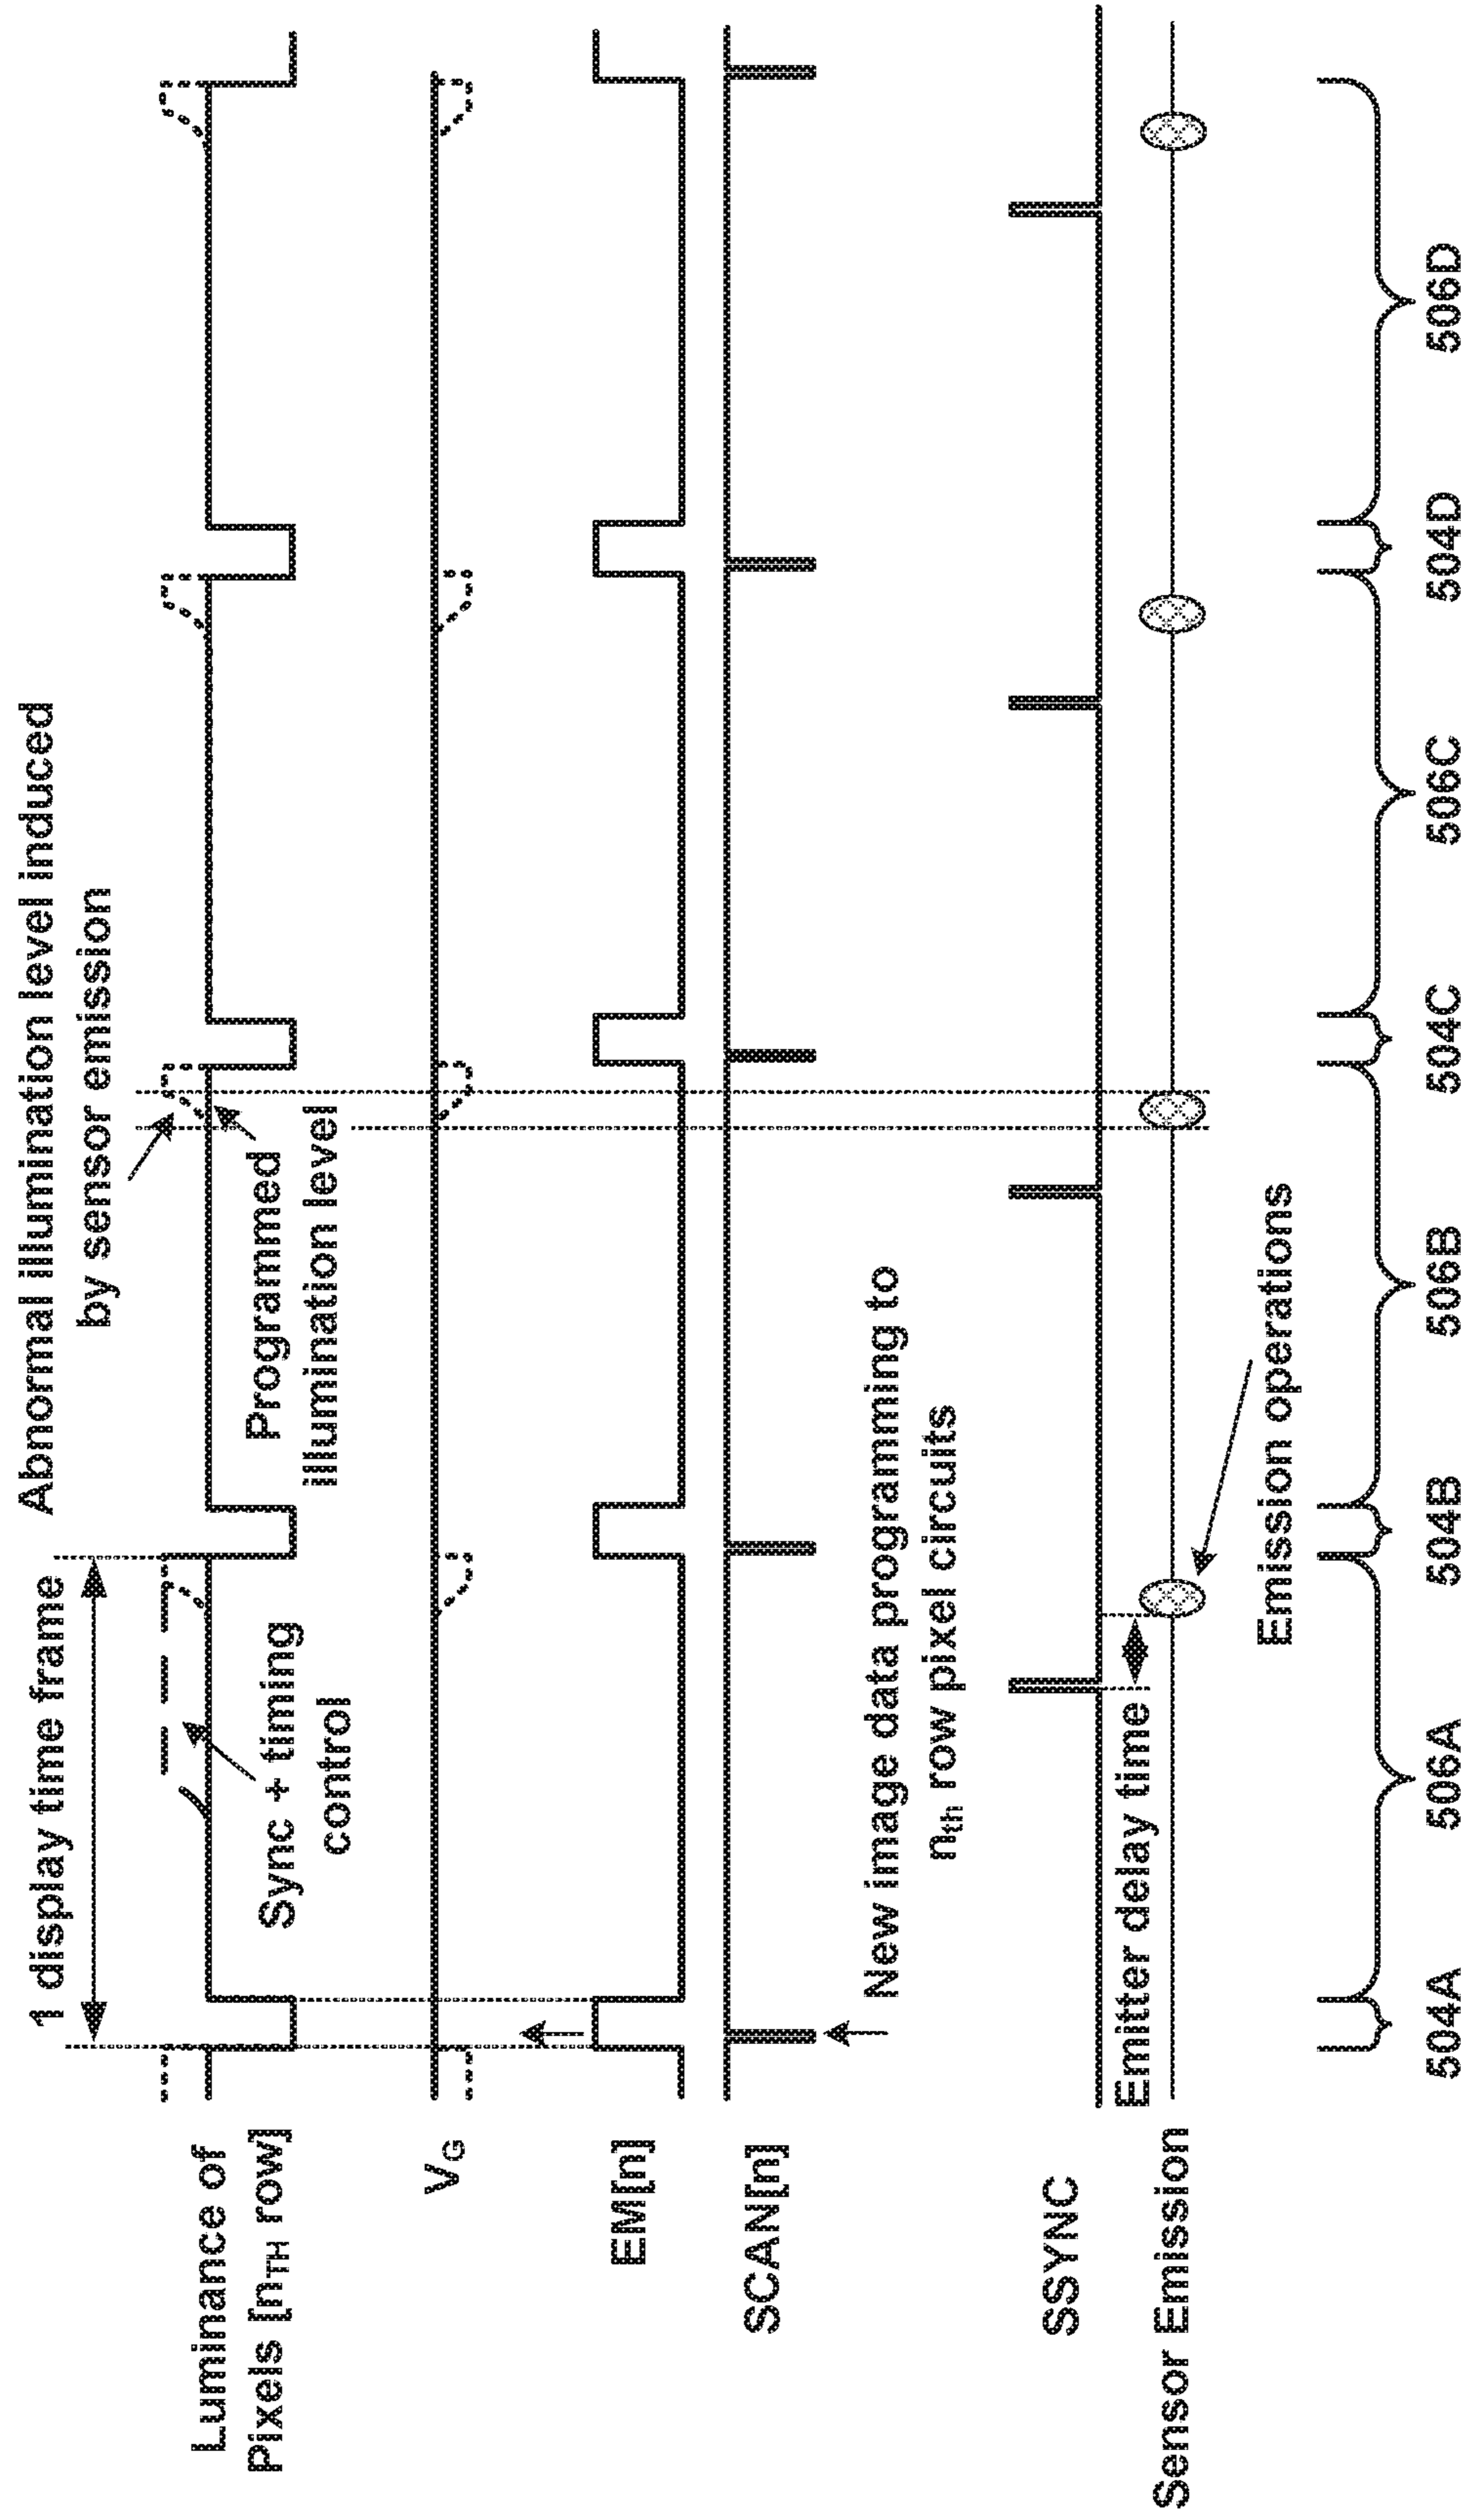 1 display time frame
Abnormal illumination level induced
by sensor emission
Luminance of
Pixels [nTH row]
Sync + timing
control
Programmed
illumination level
VG
EM[n]
SCAN[n]
New image data programming to
nth row pixel circuits
SSYNC
Emitter delay time
Sensor Emission
Emission operations
504A
506A
504B
506B
504C
506C
504D
506D